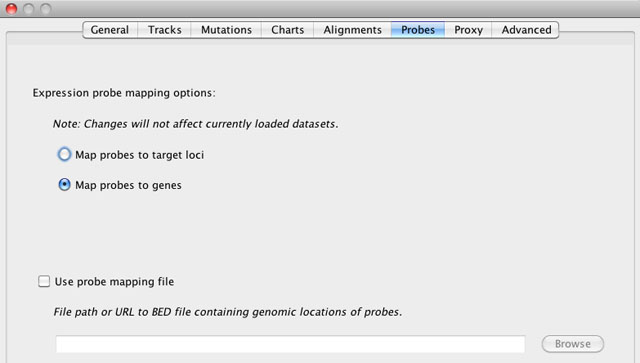 General Tracks Mutations Charts Alignments Probes Proxy Advanced
Expression probe mapping options:
Note: Changes will not affect currently loaded datasets.
Map probes to target loci
Map probes to genes
Use probe mapping file
File path or URL to BED file containing genomic locations of probes.
Browse